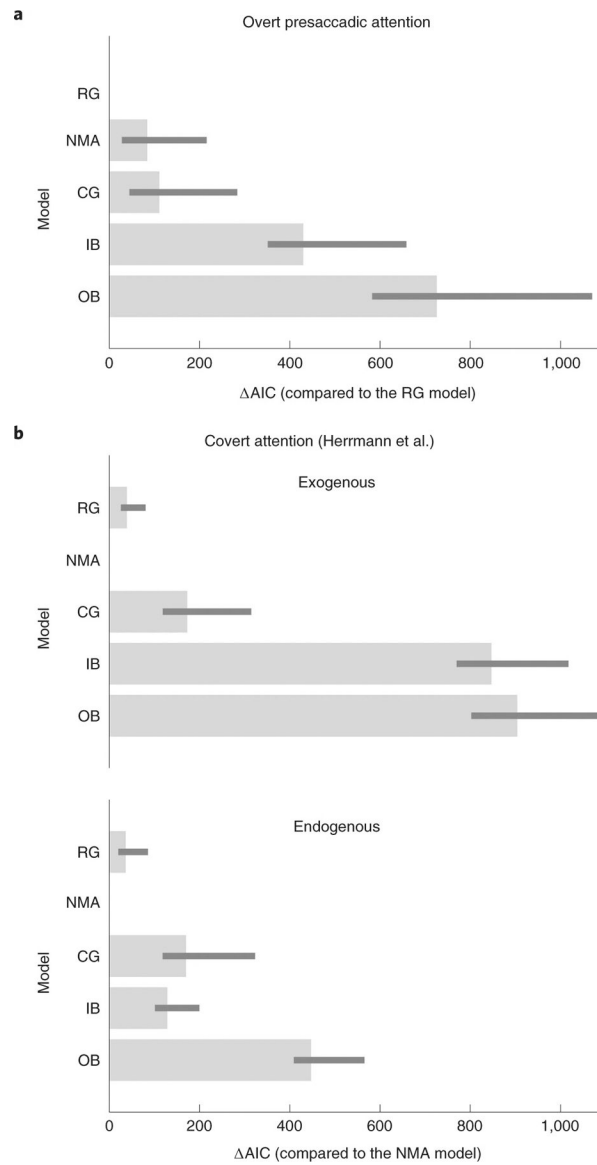 a
Overt presaccadic attention
Model
RG
NMA
CG
IB
OB
0 200 400 600 800 1,000
ΔAIC (compared to the RG model)
b
Covert attention (Herrmann et al.)
Exogenous
Model
RG
NMA
CG
IB
OB
Endogenous
Model
RG
NMA
CG
IB
OB
0 200 400 600 800 1,000
ΔAIC (compared to the NMA model)